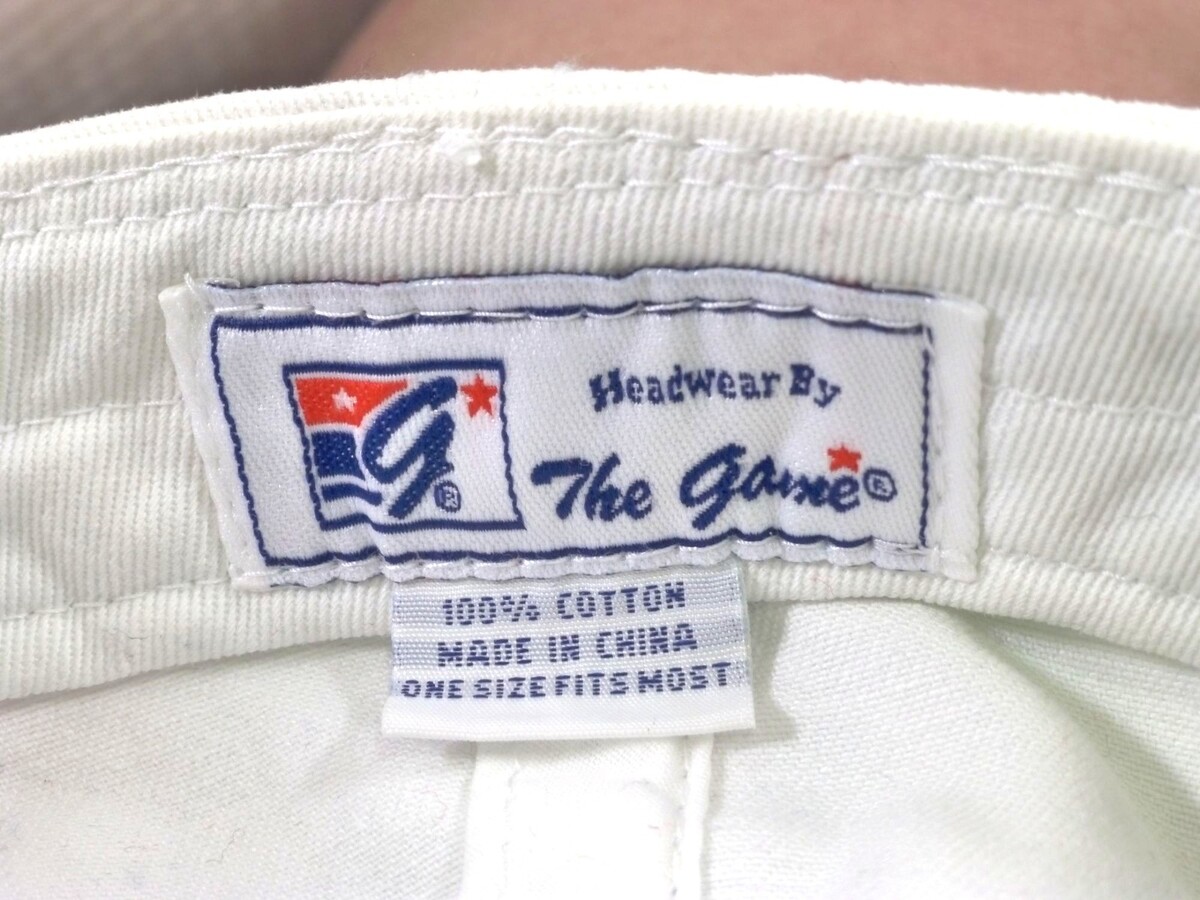 g®
Headwear By
The Game®
100% COTTON
MADE IN CHINA
ONE SIZE FITS MOST